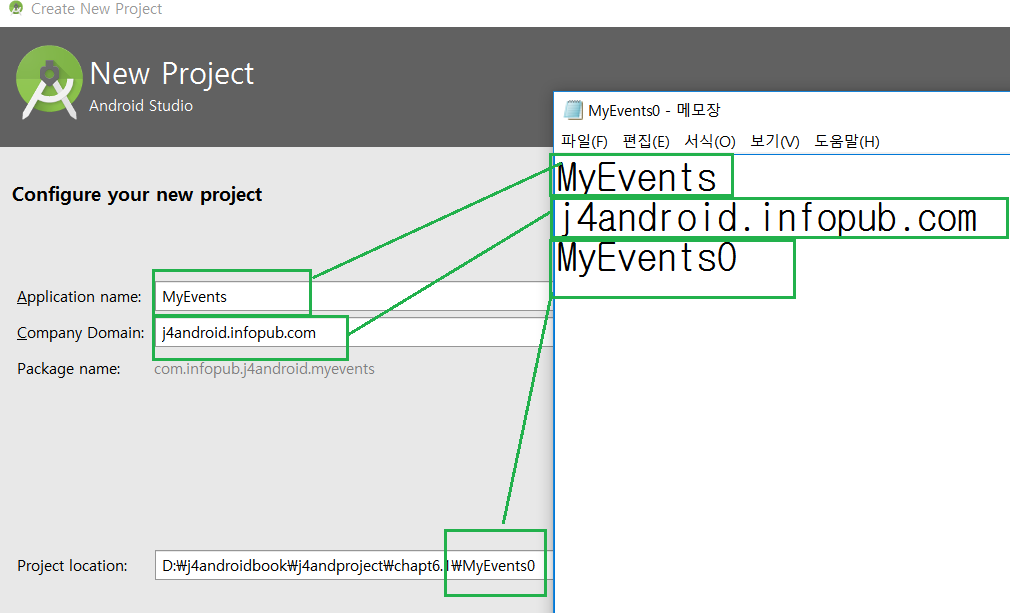 Create New Project
New Project
Android Studio
Configure your new project
Application name: MyEvents
Company Domain: j4android.infopub.com
Package name: com.infopub.j4android.myevents
Project location: D:₩j4androidbook₩j4andproject₩chapt6.1₩MyEvents0
MyEvents0 - 메모장
파일(F) 편집(E) 서식(O) 보기(V) 도움말(H)
MyEvents
j4android.infopub.com
MyEvents0